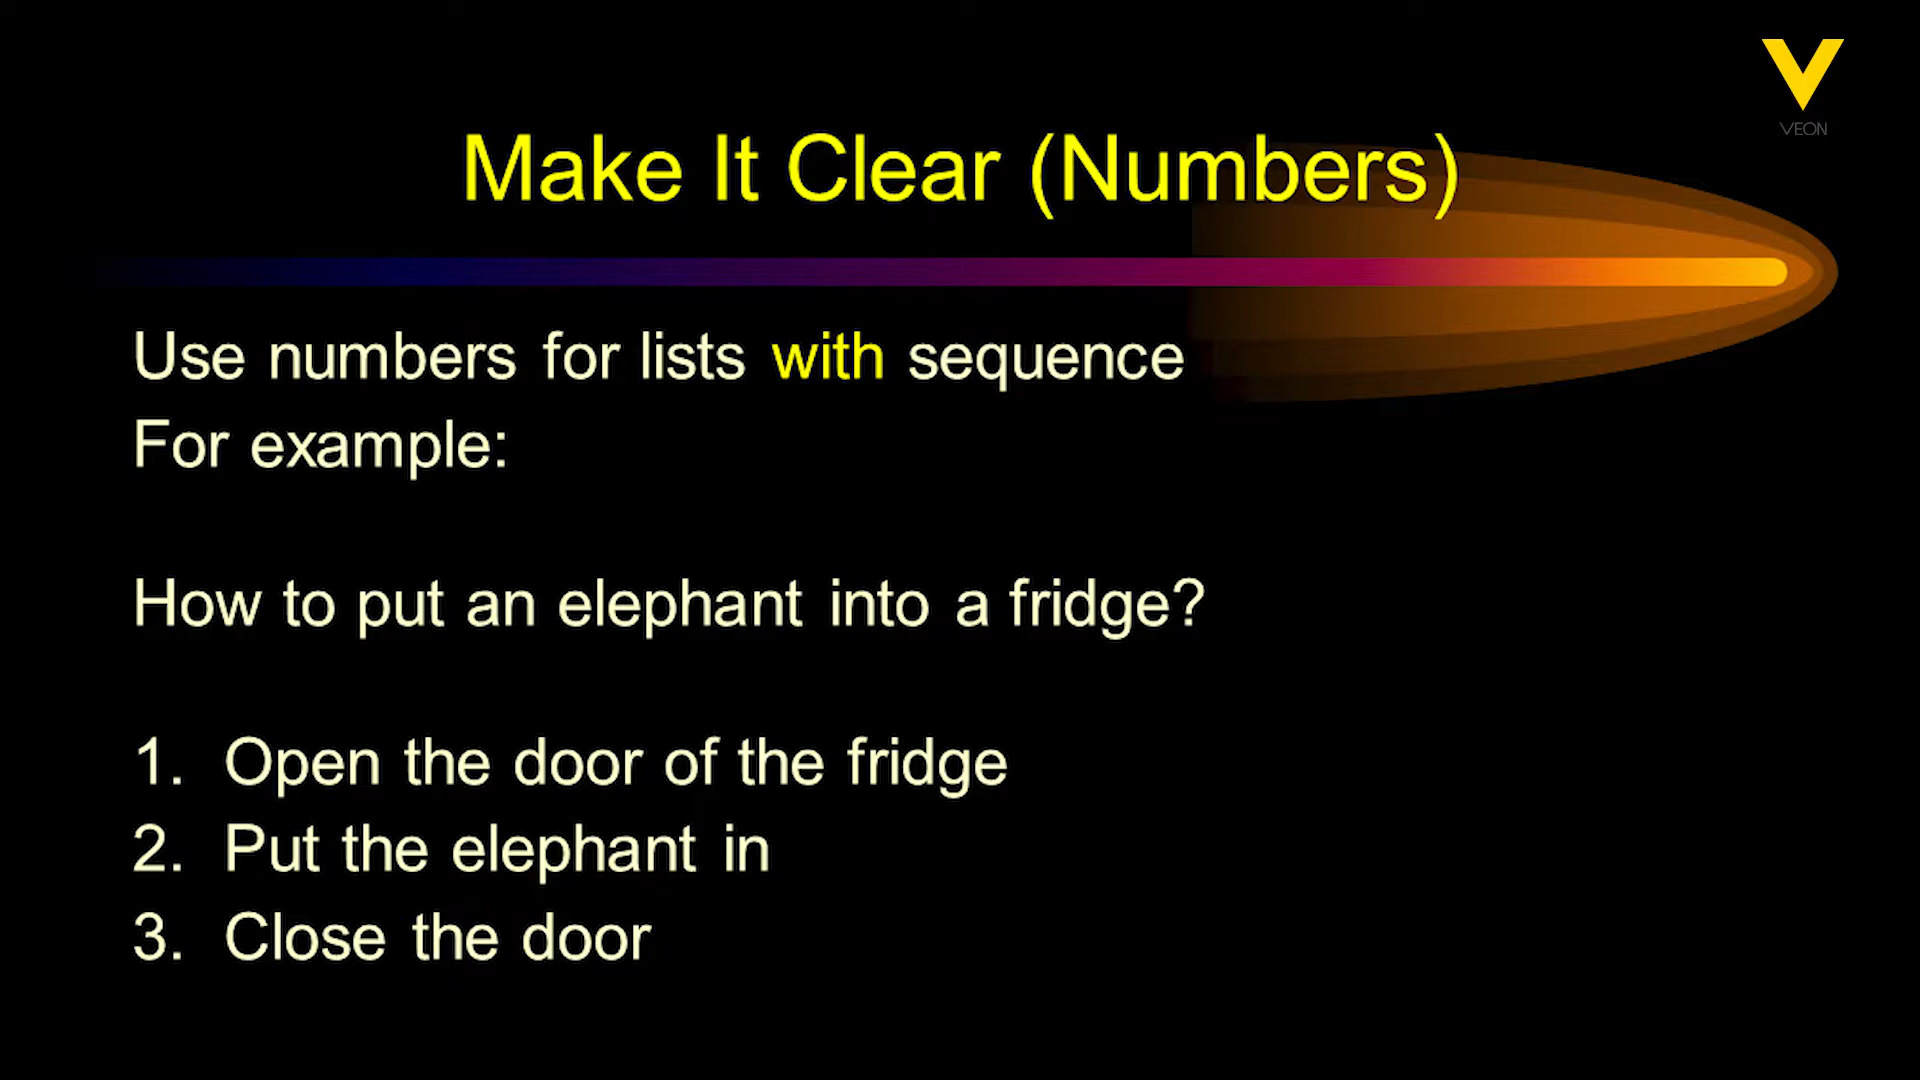 VEON
Make It Clear (Numbers)
Use numbers for lists with sequence
For example:
How to put an elephant into a fridge?
1. Open the door of the fridge
2. Put the elephant in
3. Close the door